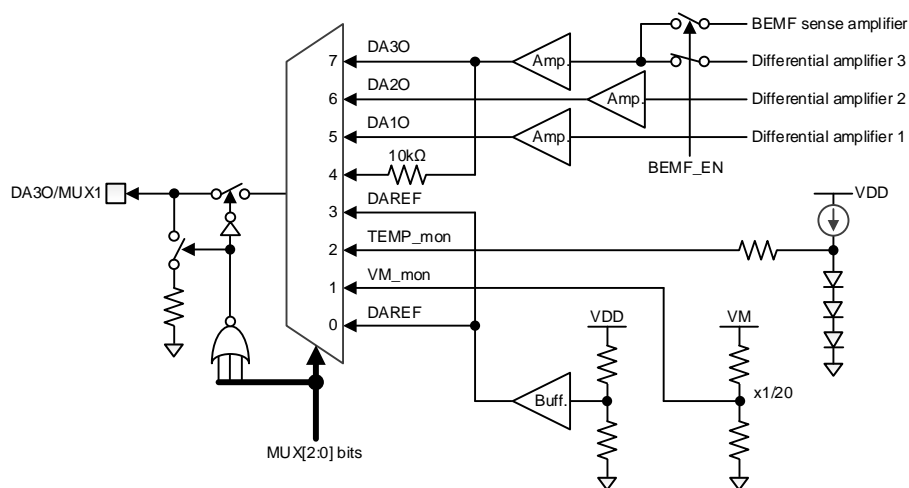 BEMF sense amplifier
DA3O
7
Amp.
Differential amplifier 3
DA2O
6
Amp.
Differential amplifier 2
DA1O
5
Amp.
Differential amplifier 1
10kΩ
BEMF_EN
4
DA3O/MUX1
DAREF
3
VDD
TEMP_mon
2
VM_mon
1
DAREF
0
VDD
VM
Buff.
x1/20
MUX[2:0] bits